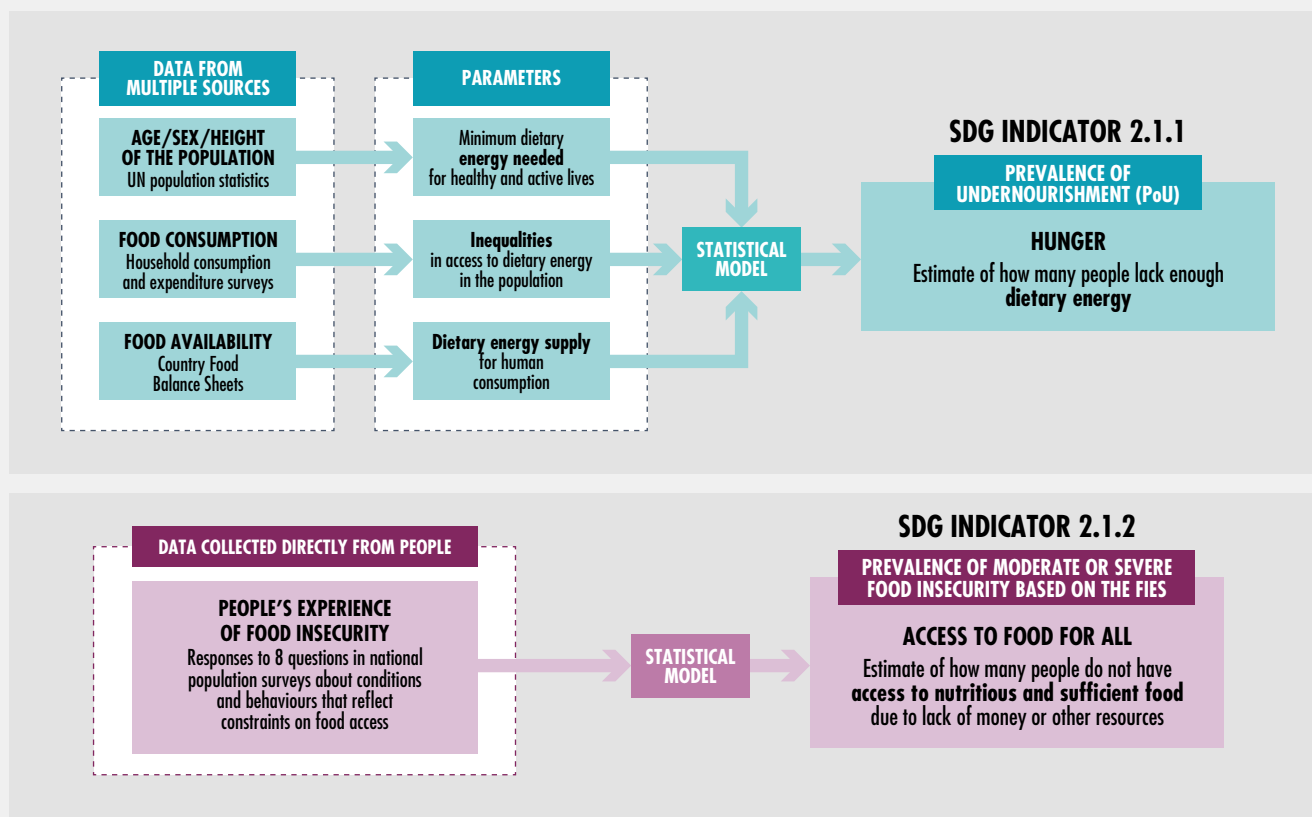 DATA FROM
MULTIPLE SOURCES
PARAMETERS
AGE/SEX/HEIGHT
OF THE POPULATION
UN population statistics
Minimum dietary
energy needed
for healthy and active lives
FOOD CONSUMPTION
Household consumption
and expenditure surveys
Inequalities
in access to dietary energy
in the population
FOOD AVAILABILITY
Country Food
Balance Sheets
Dietary energy supply
for human
consumption
STATISTICAL
MODEL
SDG INDICATOR 2.1.1
PREVALENCE OF
UNDERNOURISHMENT (PoU)
HUNGER
Estimate of how many people lack enough
dietary energy
DATA COLLECTED DIRECTLY FROM PEOPLE
PEOPLE'S EXPERIENCE
OF FOOD INSECURITY
Responses to 8 questions in national
population surveys about conditions
and behaviours that reflect
constraints on food access
STATISTICAL
MODEL
SDG INDICATOR 2.1.2
PREVALENCE OF MODERATE OR SEVERE
FOOD INSECURITY BASED ON THE FIES
ACCESS TO FOOD FOR ALL
Estimate of how many people do not have
access to nutritious and sufficient food
due to lack of money or other resources